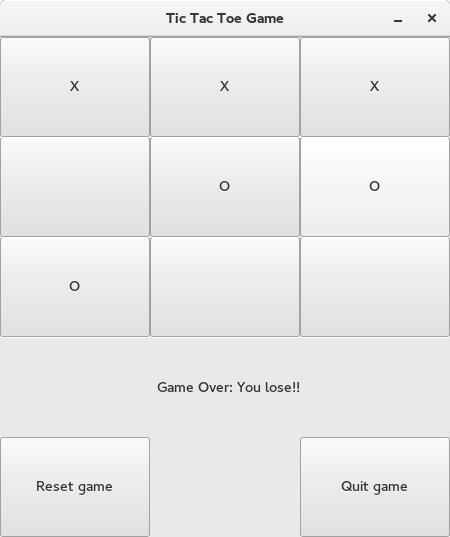 Tic Tac Toe Game
X X X
O O
O
Game Over: You lose!!
Reset game Quit game